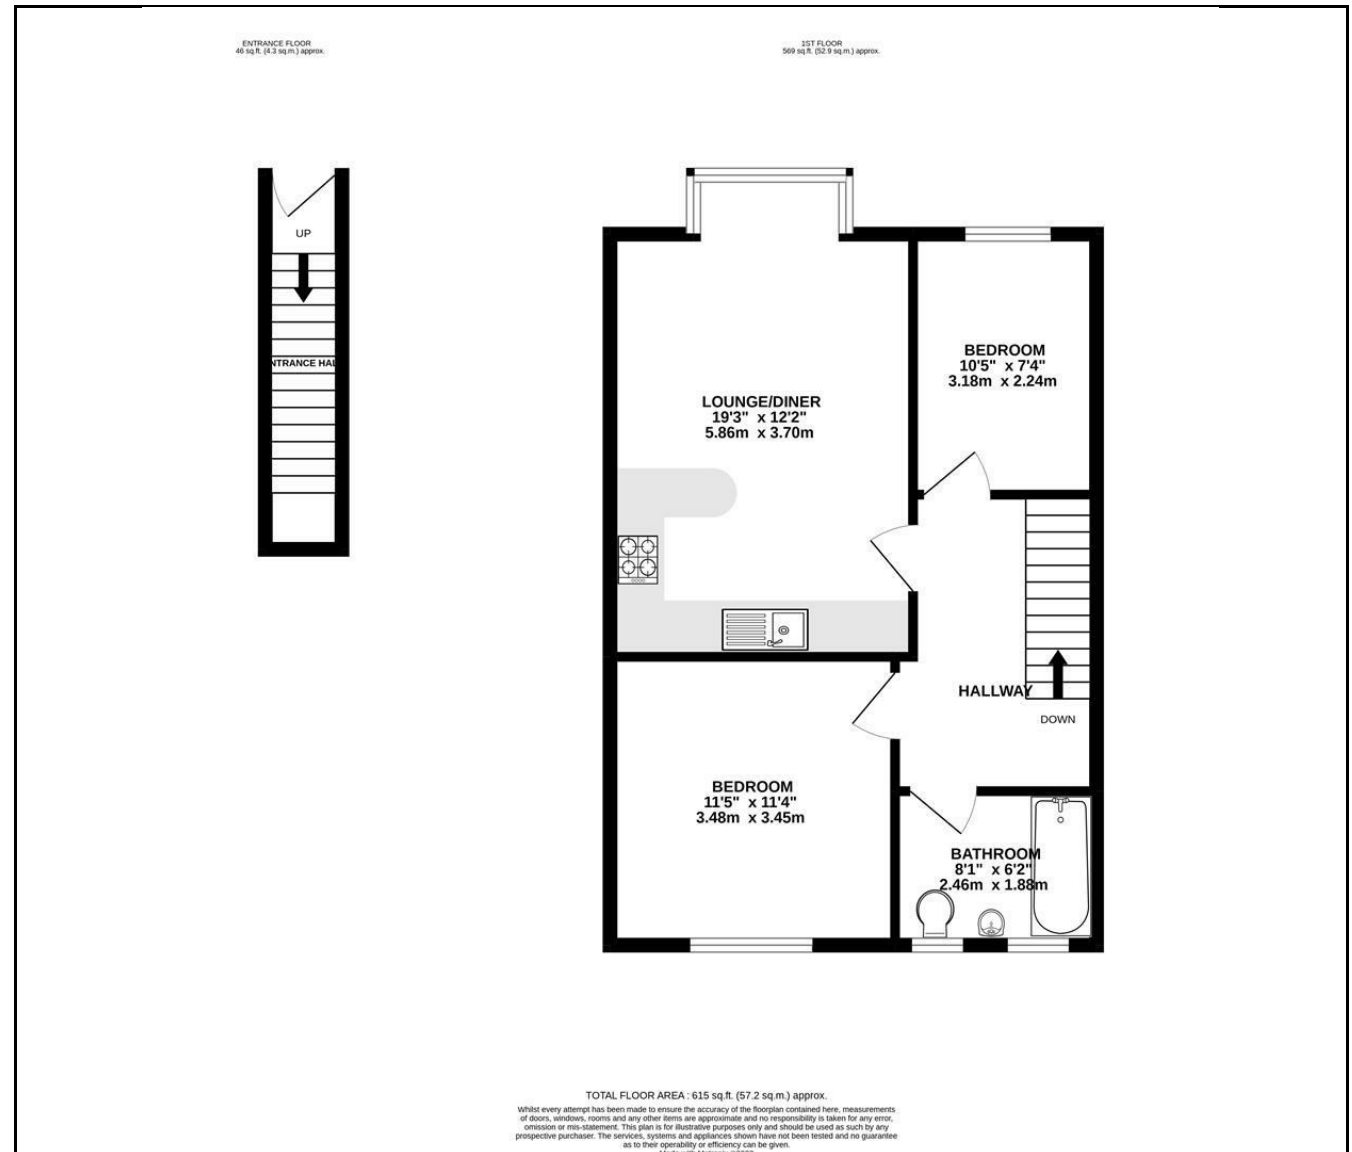 ENTRANCE FLOOR
46 sq.ft. (4.3 sq.m.) approx.
1ST FLOOR
569 sq.ft. (52.9 sq.m.) approx.
UP
NTRANCE HAL
BEDROOM
10'5" x 7'4"
3.18m x 2.24m
LOUNGE/DINER
19'3" x 12'2"
5.86m x 3.70m
HALLWAY
DOWN
BEDROOM
11'5" x 11'4"
3.48m x 3.45m
BATHROOM
8'1" x 6'2"
2.46m x 1.88m
TOTAL FLOOR AREA : 615 sq.ft. (57.2 sq.m.) approx.
Whilst every attempt has been made to ensure the accuracy of the floorplan contained here, measurements
of doors, windows, rooms and any other items are approximate and no responsibility is taken for any error,
omission or mis-statement. This plan is for illustrative purposes only and should be used as such by any
prospective purchaser. The services, systems and appliances shown have not been tested and no guarantee
as to their operability or efficiency can be given.